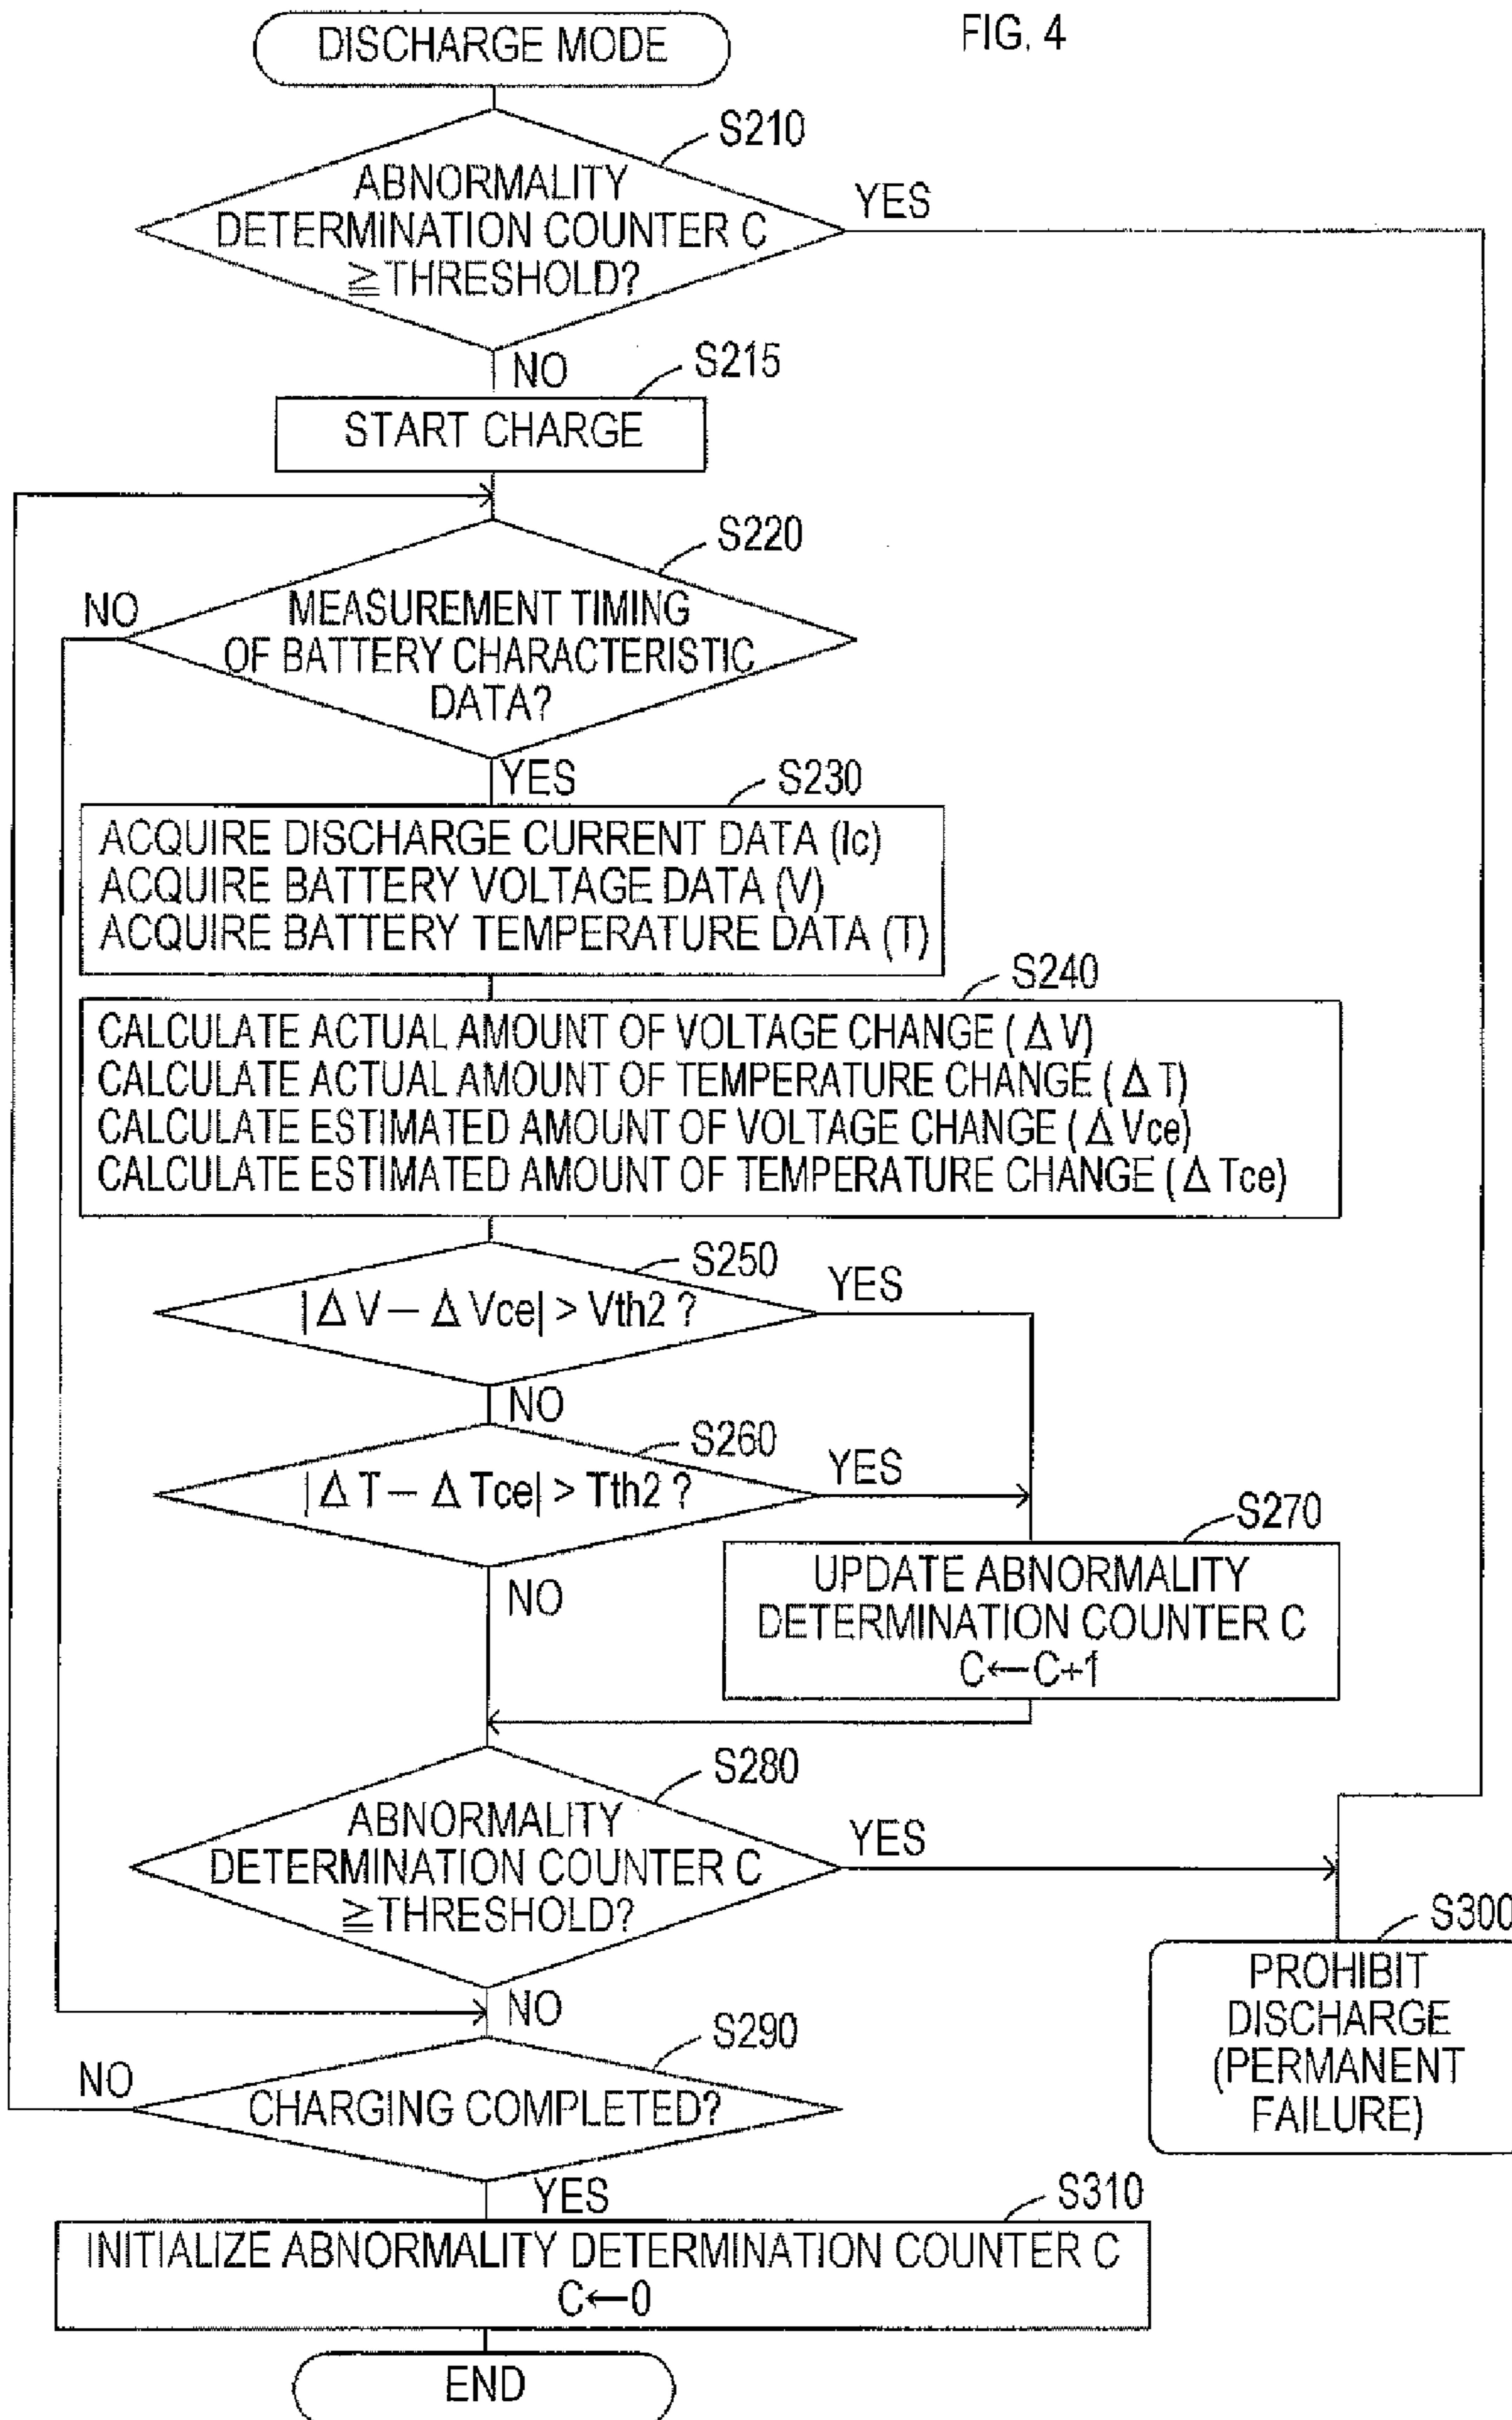 FIG. 4
DISCHARGE MODE
S210
ABNORMALITY
DETERMINATION COUNTER C
≧THRESHOLD?
YES
NO
S215
START CHARGE
S220
NO
MEASUREMENT TIMING
OF BATTERY CHARACTERISTIC
DATA?
YES
S230
ACQUIRE DISCHARGE CURRENT DATA (Ic)
ACQUIRE BATTERY VOLTAGE DATA (V)
ACQUIRE BATTERY TEMPERATURE DATA (T)
S240
CALCULATE ACTUAL AMOUNT OF VOLTAGE CHANGE (ΔV)
CALCULATE ACTUAL AMOUNT OF TEMPERATURE CHANGE (ΔT)
CALCULATE ESTIMATED AMOUNT OF VOLTAGE CHANGE (ΔVce)
CALCULATE ESTIMATED AMOUNT OF TEMPERATURE CHANGE (ΔTce)
S250
|ΔV－ΔVce| > Vth2 ?
YES
NO
S260
|ΔT－ΔTce| > Tth2 ?
YES
NO
S270
UPDATE ABNORMALITY
DETERMINATION COUNTER C
C←C+1
S280
ABNORMALITY
DETERMINATION COUNTER C
≧THRESHOLD?
YES
NO
S300
PROHIBIT
DISCHARGE
(PERMANENT
FAILURE)
S290
NO
CHARGING COMPLETED?
YES
S310
INITIALIZE ABNORMALITY DETERMINATION COUNTER C
C←0
END